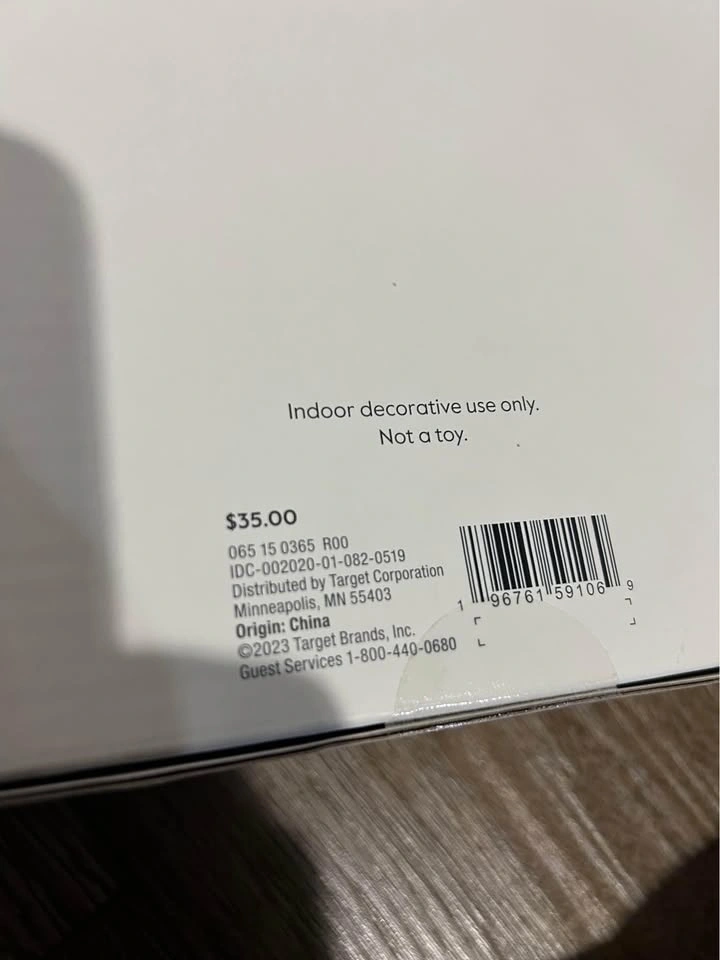 Indoor decorative use only.
Not a toy.
$35.00
065 15 0365 R00
IDC-002020-01-082-0519
Distributed by Target Corporation
Minneapolis, MN 55403
Origin: China
©2023 Target Brands, Inc.
Guest Services 1-800-440-0680
1 96761 59106 9